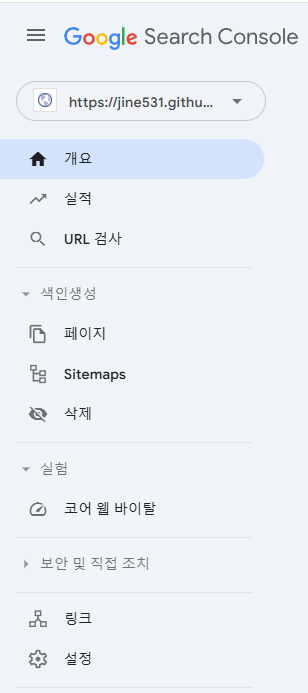 Google Search Console
https://jine531.githu...
개요
실적
URL 검사
색인생성
페이지
Sitemaps
삭제
실험
코어 웹 바이탈
보안 및 직접 조치
링크
설정